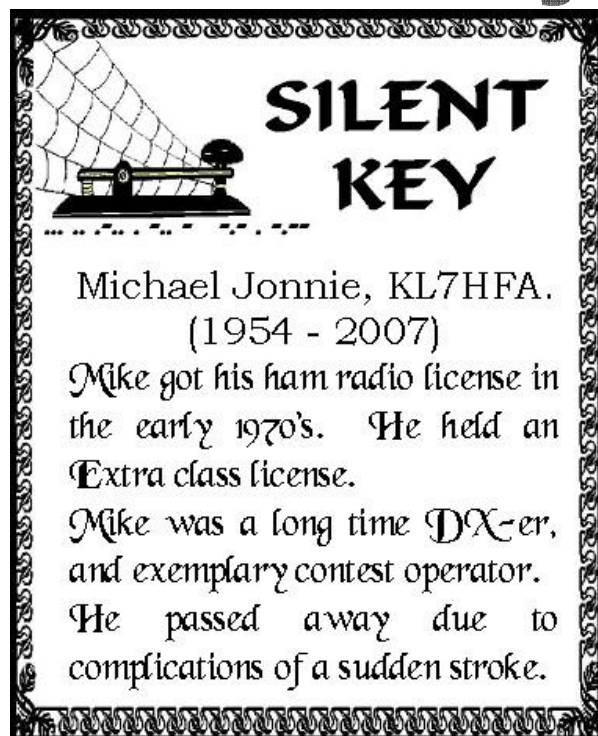 SILENT
KEY
... .. .-.. . -. - -.- . -.--
Michael Jonnie, KL7HFA.
(1954 - 2007)
Mike got his ham radio license in
the early 1970's. He held an
Extra class license.
Mike was a long time DX-er,
and exemplary contest operator.
He passed away due to
complications of a sudden stroke.